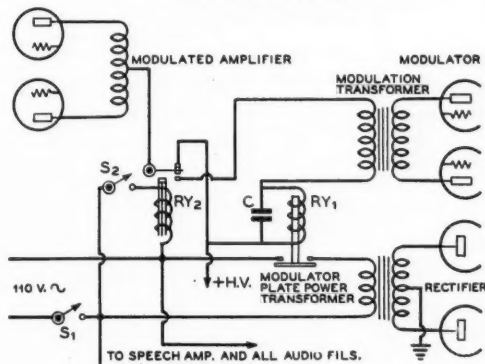 MODULATED AMPLIFIER
MODULATOR
MODULATION
TRANSFORMER
S2
RY2
C
RY1
+H.V.
MODULATOR
PLATE POWER
TRANSFORMER
RECTIFIER
110 V. ~
S1
TO SPEECH AMP. AND ALL AUDIO FILS.